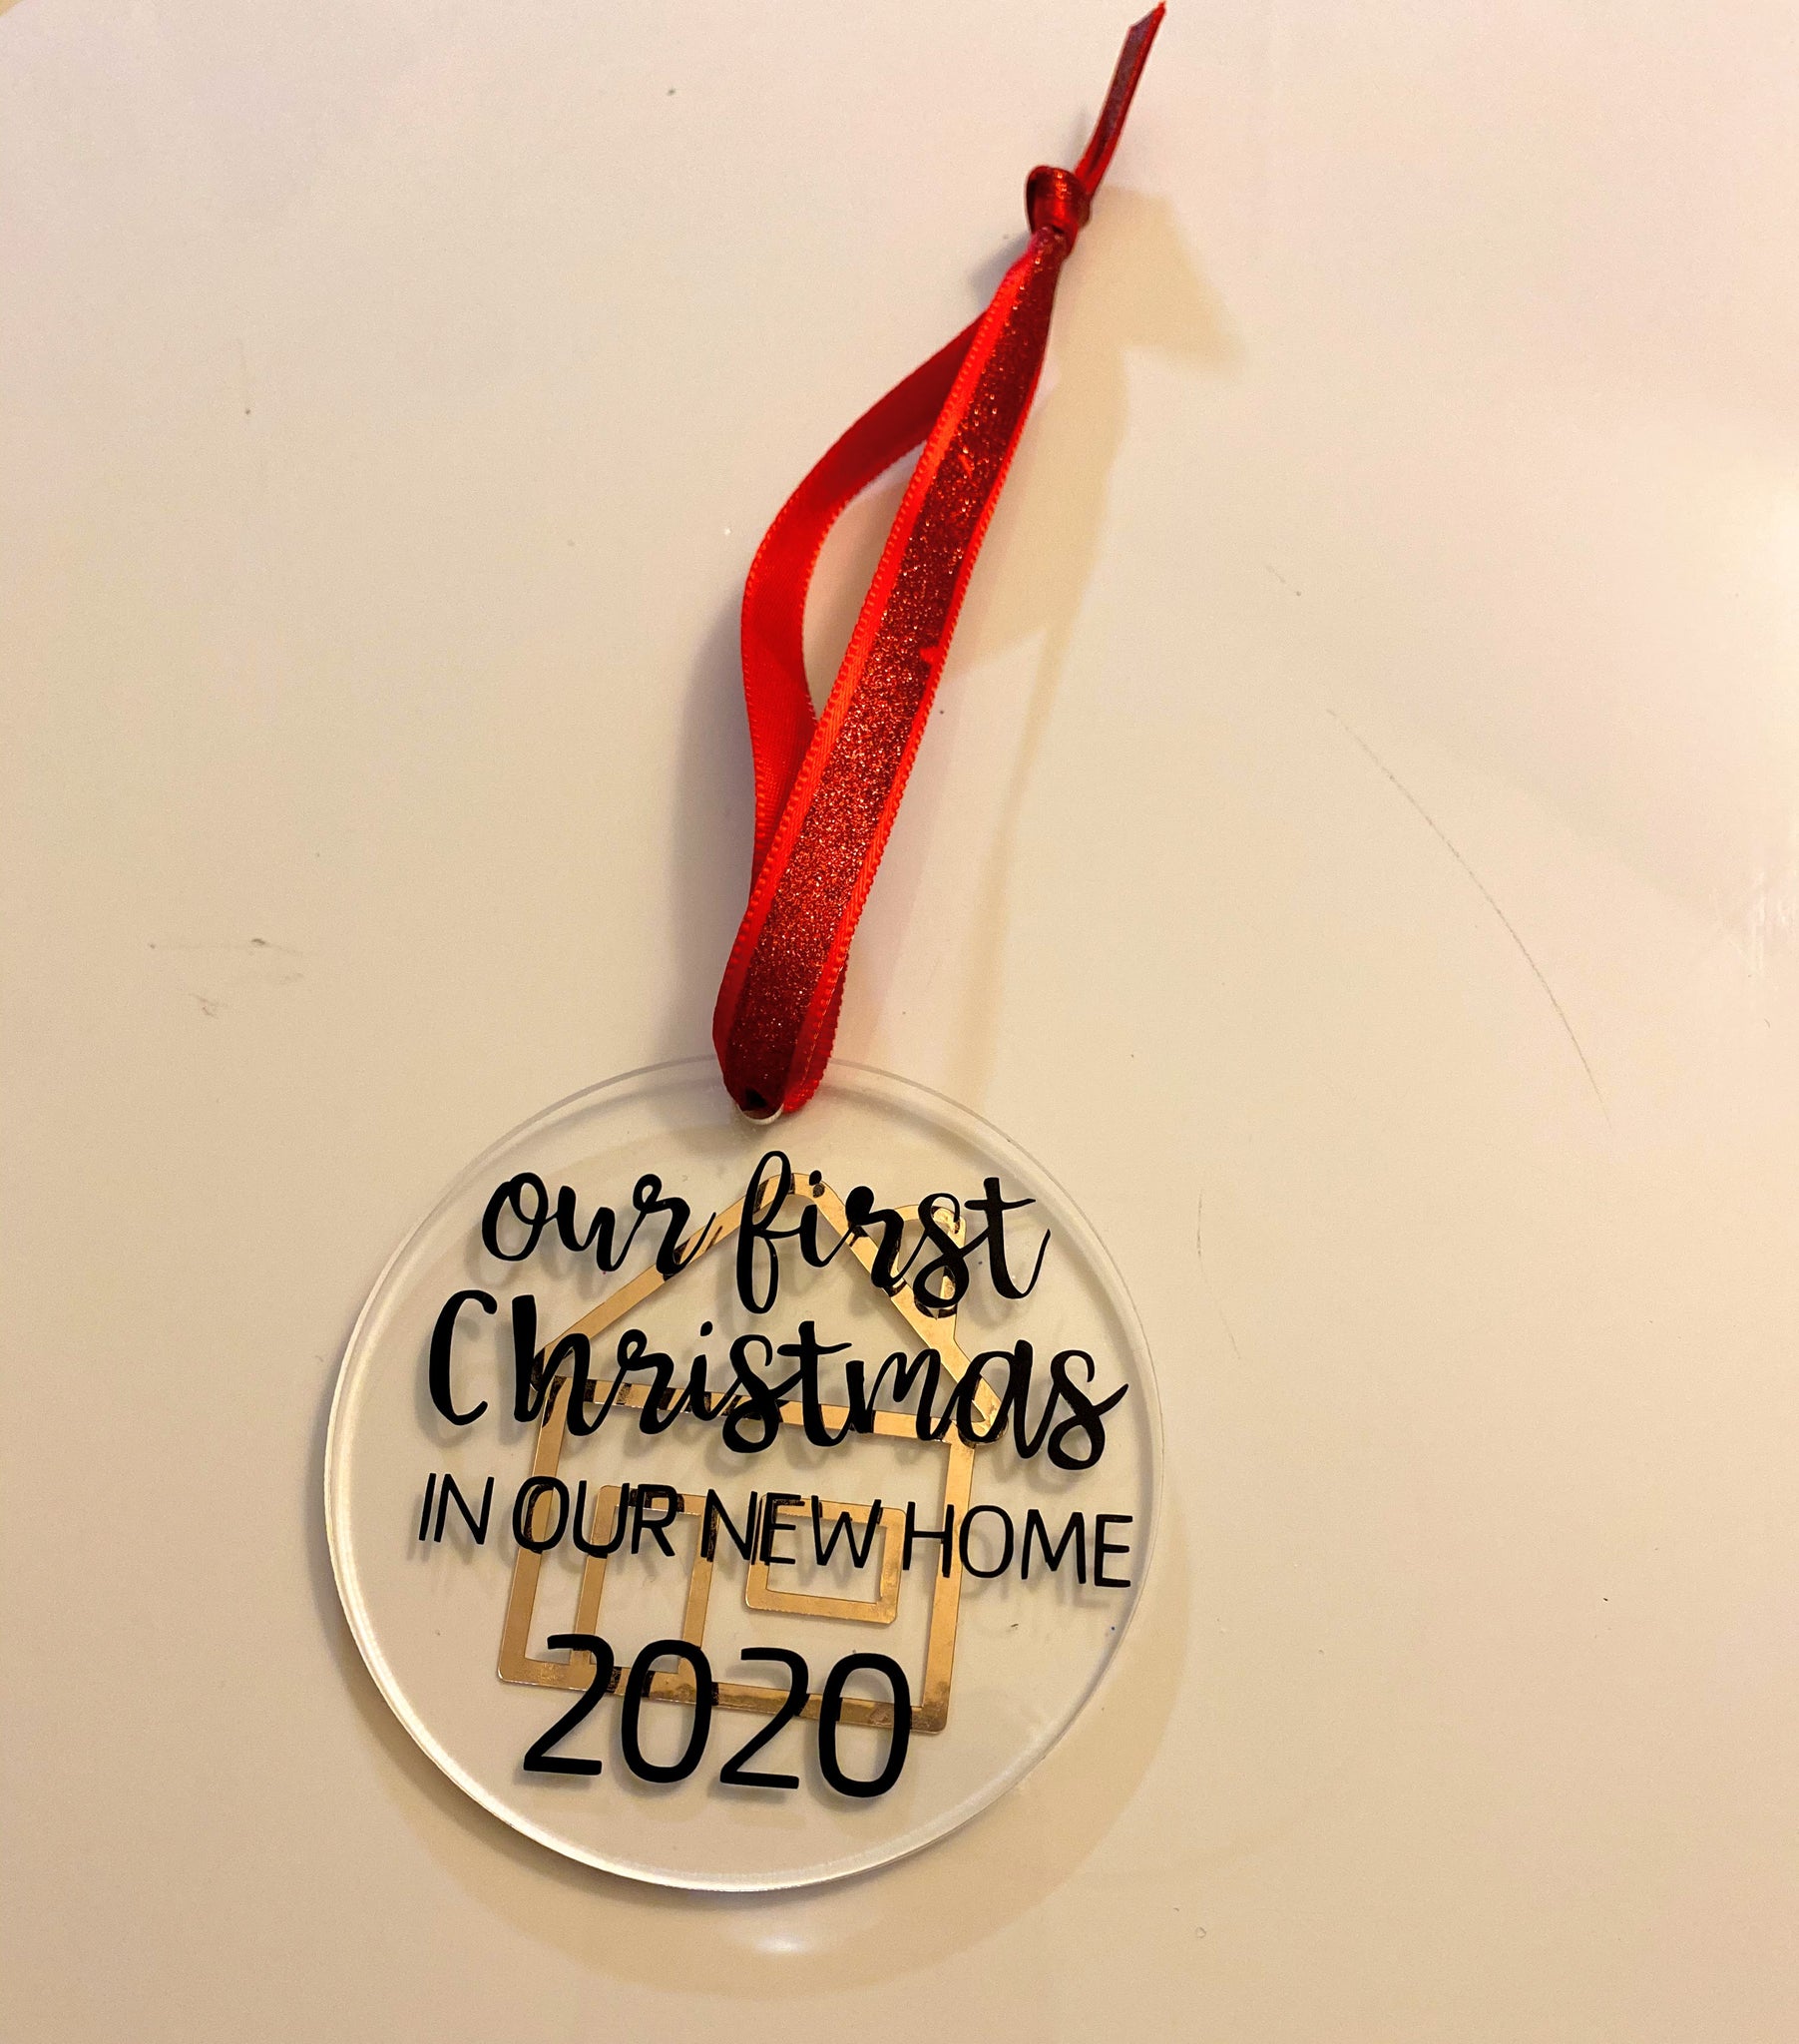 our first
Christmas
IN OUR NEW HOME
2020